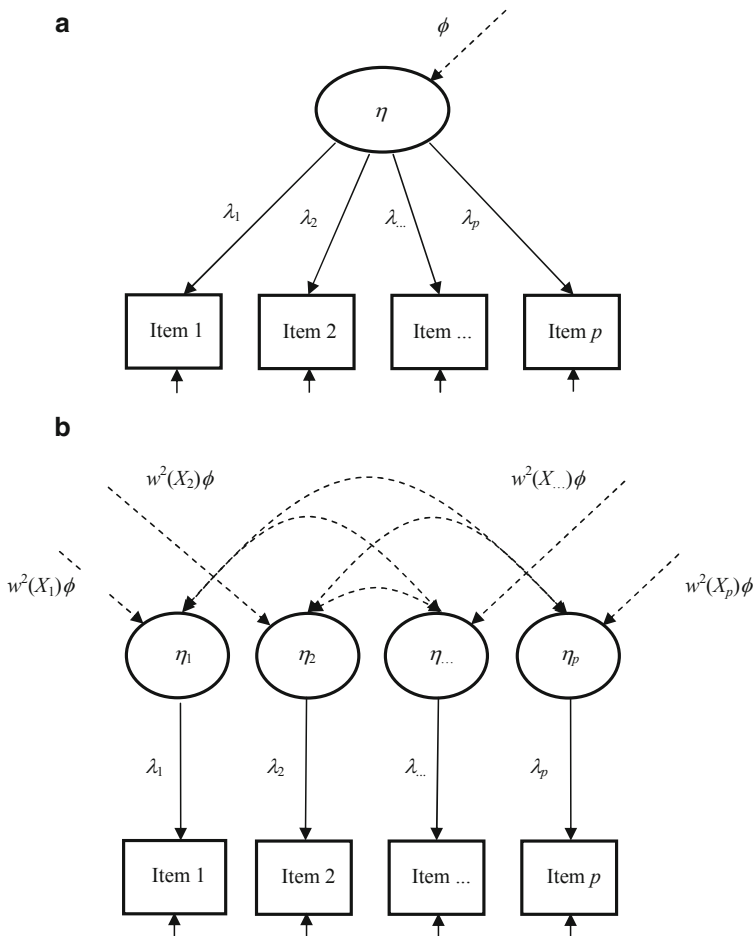 a
ϕ
η
λ₁ λ₂ λ... λₚ
Item 1 Item 2 Item ... Item p
b
w²(X₂)ϕ w²(X...)ϕ
w²(X₁)ϕ w²(Xₚ)ϕ
η₁ η₂ η... ηₚ
λ₁ λ₂ λ... λₚ
Item 1 Item 2 Item ... Item p